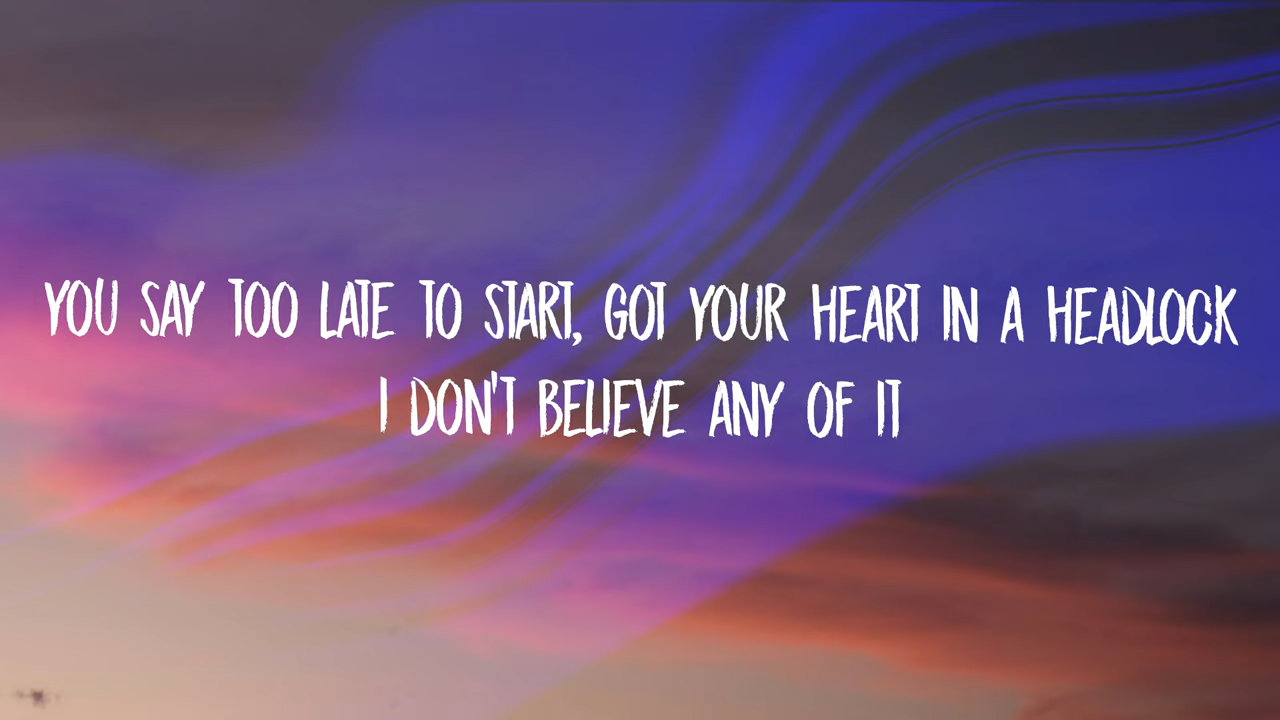 YOU SAY TOO LATE TO START, GOT YOUR HEART IN A HEADLOCK
I DON'T BELIEVE ANY OF IT